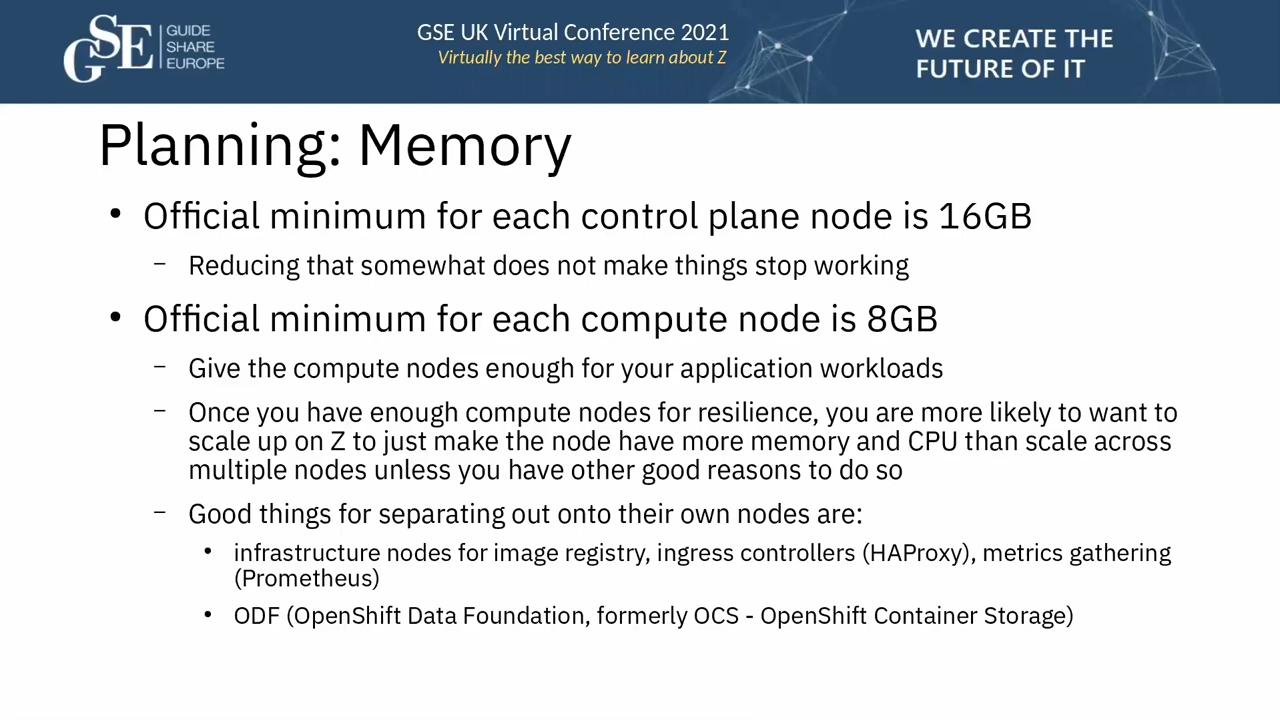 GSE
GUIDE
SHARE
EUROPE
GSE UK Virtual Conference 2021
Virtually the best way to learn about Z
WE CREATE THE
FUTURE OF IT
Planning: Memory
• Official minimum for each control plane node is 16GB
– Reducing that somewhat does not make things stop working
• Official minimum for each compute node is 8GB
– Give the compute nodes enough for your application workloads
– Once you have enough compute nodes for resilience, you are more likely to want to
scale up on Z to just make the node have more memory and CPU than scale across
multiple nodes unless you have other good reasons to do so
– Good things for separating out onto their own nodes are:
• infrastructure nodes for image registry, ingress controllers (HAProxy), metrics gathering
(Prometheus)
• ODF (OpenShift Data Foundation, formerly OCS - OpenShift Container Storage)